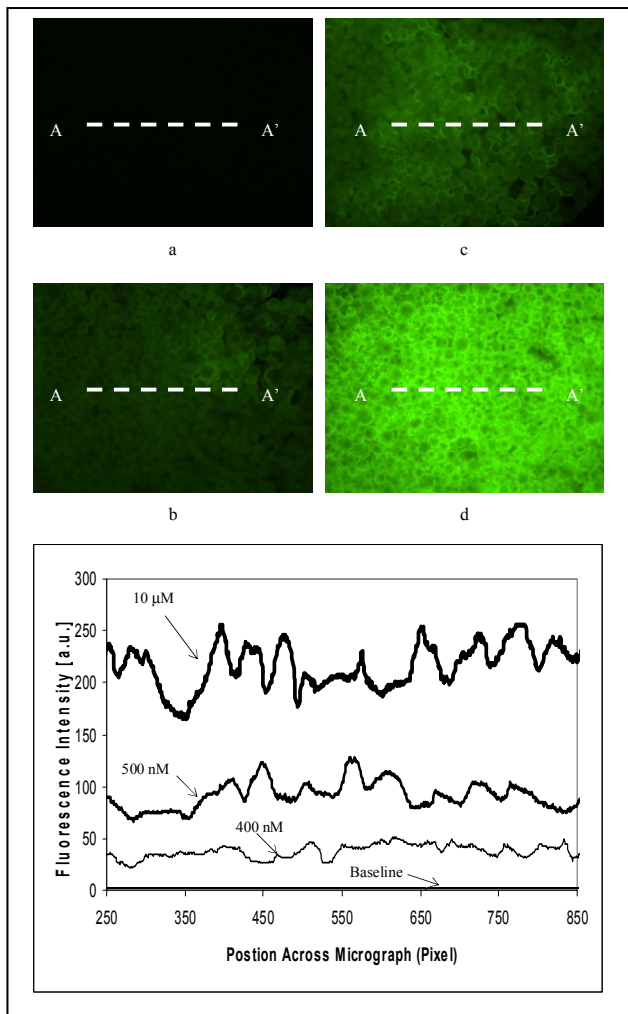 A A’
a
A A’
c
A A’
b
A A’
d
300
250
200
150
100
50
0
Fluorescence Intensity [a.u.]
10 μM
500 nM
400 nM
Baseline
250 350 450 550 650 750 850
Postion Across Micrograph (Pixel)